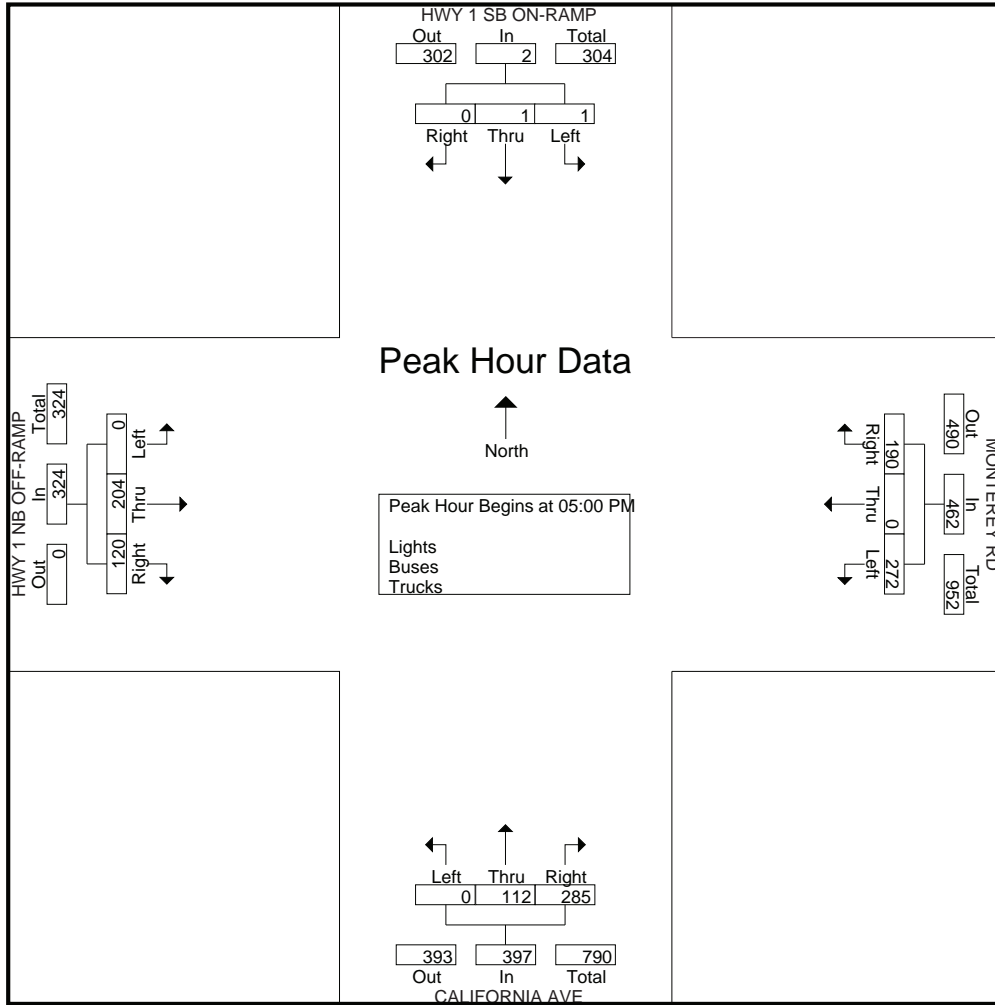 HWY 1 SB ON-RAMP
Out In Total
302 2 304
0 1 1
Right Thru Left
Peak Hour Data
North
Peak Hour Begins at 05:00 PM
Lights
Buses
Trucks
HWY 1 NB OFF-RAMP
Out In Total
0 324 324
Right Thru Left
120 204 0
MONTEREY RD
Out In Total
490 462 952
Right Thru Left
190 0 272
Left Thru Right
0 112 285
393 397 790
Out In Total
CALIFORNIA AVE